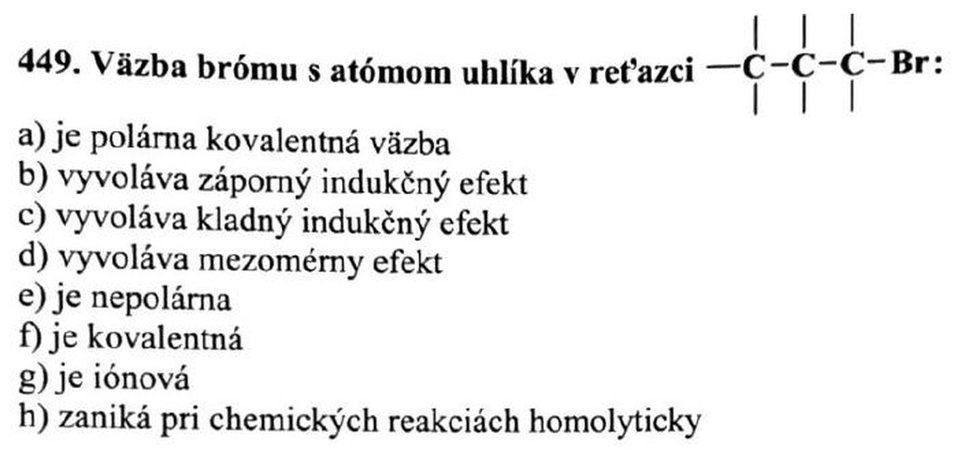 449. Väzba brómu s atómom uhlíka v reťazci —C–C–C–Br:
a) je polárna kovalentná väzba
b) vyvoláva záporný indukčný efekt
c) vyvoláva kladný indukčný efekt
d) vyvoláva mezomérny efekt
e) je nepolárna
f) je kovalentná
g) je iónová
h) zaniká pri chemických reakciách homolyticky